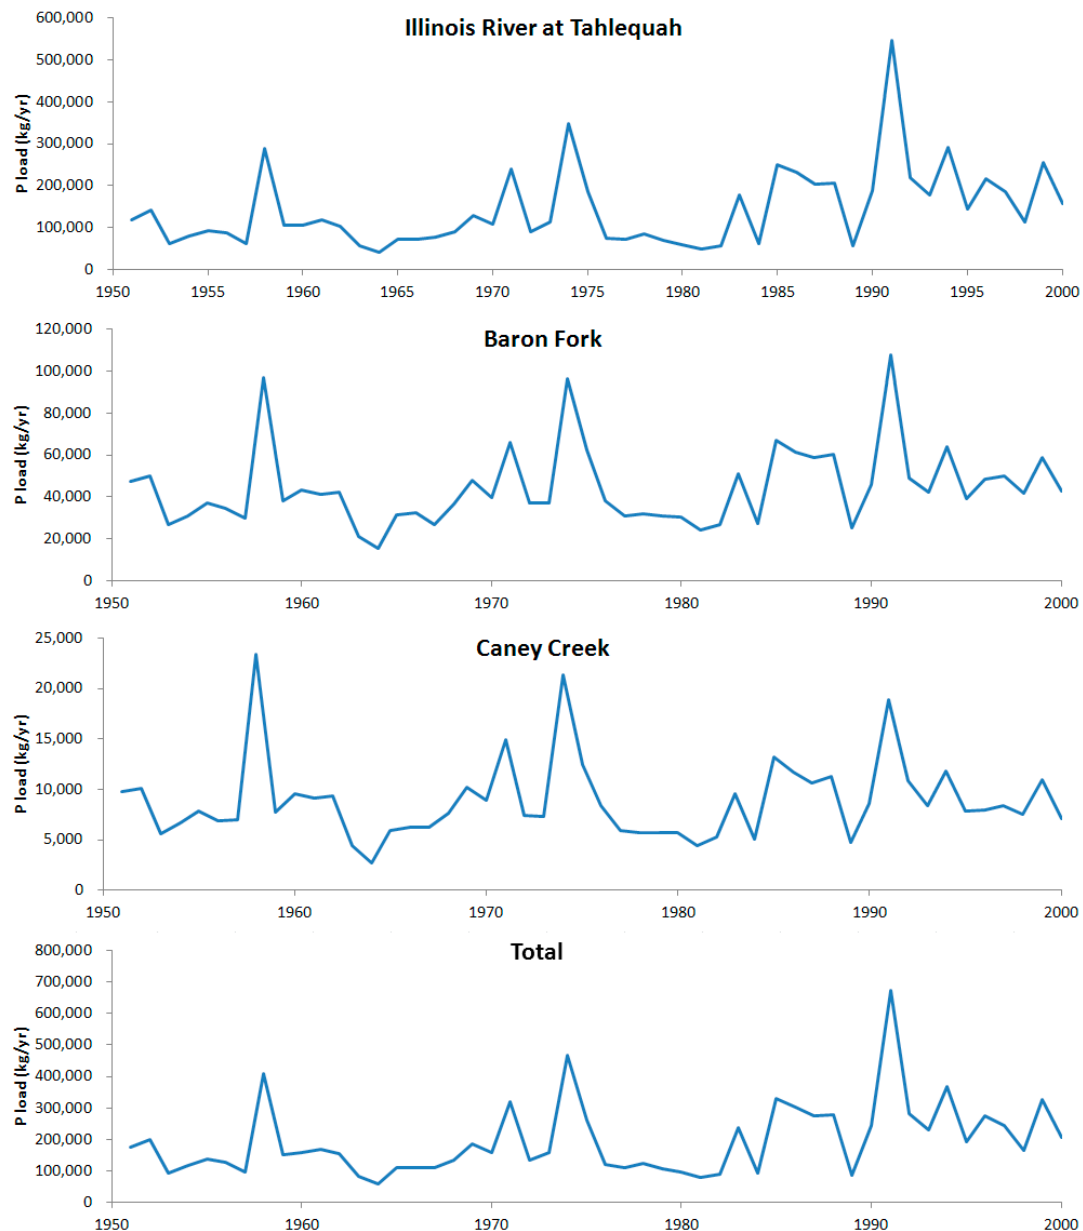 Illinois River at Tahlequah
P load (kg/yr)
600,000
500,000
400,000
300,000
200,000
100,000
0
1950 1955 1960 1965 1970 1975 1980 1985 1990 1995 2000
Baron Fork
P load (kg/yr)
120,000
100,000
80,000
60,000
40,000
20,000
0
1950 1960 1970 1980 1990 2000
Caney Creek
P load (kg/yr)
25,000
20,000
15,000
10,000
5,000
0
1950 1960 1970 1980 1990 2000
Total
P load (kg/yr)
800,000
700,000
600,000
500,000
400,000
300,000
200,000
100,000
0
1950 1960 1970 1980 1990 2000